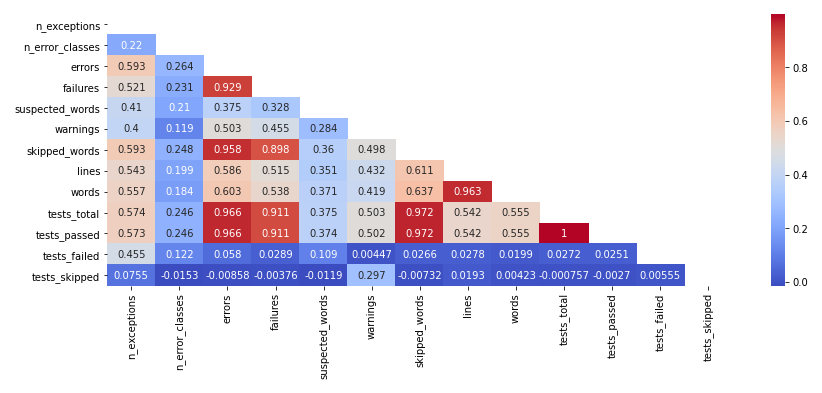 n_exceptions
n_error_classes 0.22
errors 0.593 0.264
failures 0.521 0.231 0.929
suspected_words 0.41 0.21 0.375 0.328
warnings 0.4 0.119 0.503 0.455 0.284
skipped_words 0.593 0.248 0.958 0.898 0.36 0.498
lines 0.543 0.199 0.586 0.515 0.351 0.432 0.611
words 0.557 0.184 0.603 0.538 0.371 0.419 0.637 0.963
tests_total 0.574 0.246 0.966 0.911 0.375 0.503 0.972 0.542 0.555
tests_passed 0.573 0.246 0.966 0.911 0.374 0.502 0.972 0.542 0.555 1
tests_failed 0.455 0.122 0.058 0.0289 0.109 0.00447 0.0266 0.0278 0.0199 0.0272 0.0251
tests_skipped 0.0755 -0.0153 -0.00858 -0.00376 -0.0119 0.297 -0.00732 0.0193 0.00423 -0.000757 -0.0027 0.00555
n_exceptions n_error_classes errors failures suspected_words warnings skipped_words lines words tests_total tests_passed tests_failed tests_skipped
0.8
0.6
0.4
0.2
0.0